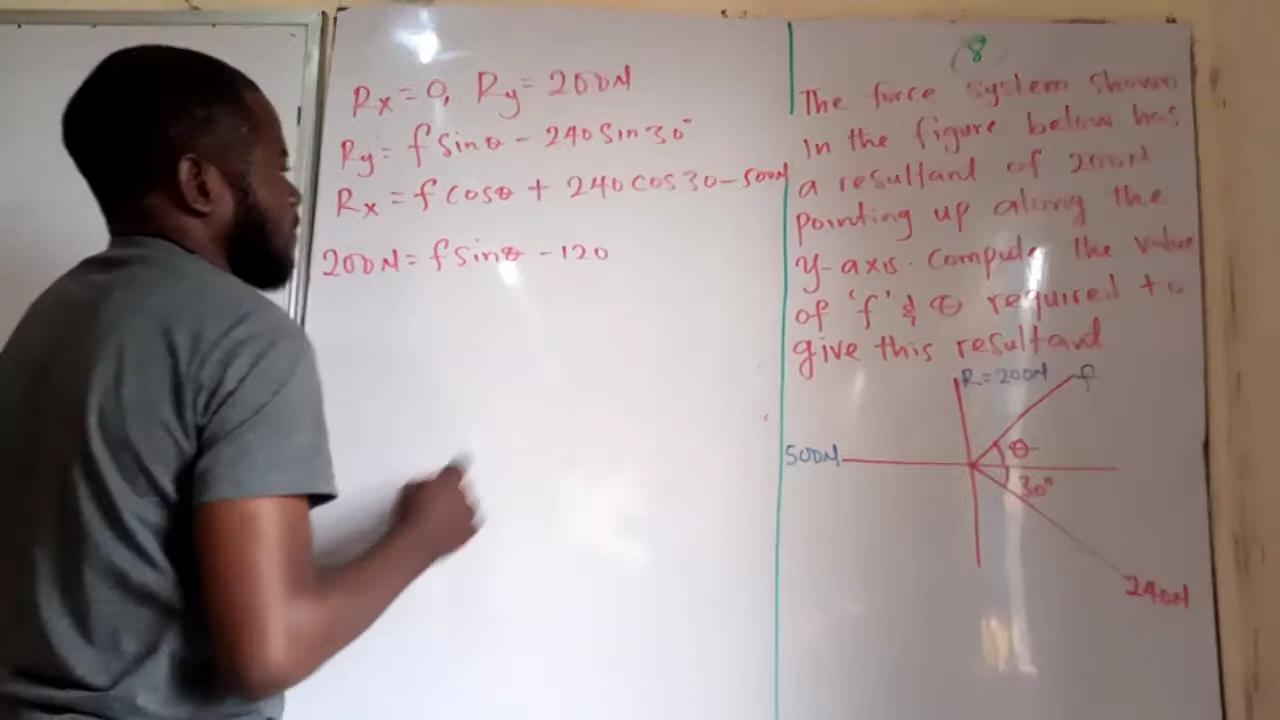 Rx = 0, Ry = 200N
Ry = f sinθ - 240 sin 30°
Rx = f cosθ + 240 cos 30 - 500N
200N = f sinθ - 120
8
The force system shown
in the figure below has
a resultant of 200N
pointing up along the
y-axis. Compute the value
of 'f' & θ required to
give this resultant
R = 200N
f
500N
θ
30°
240N